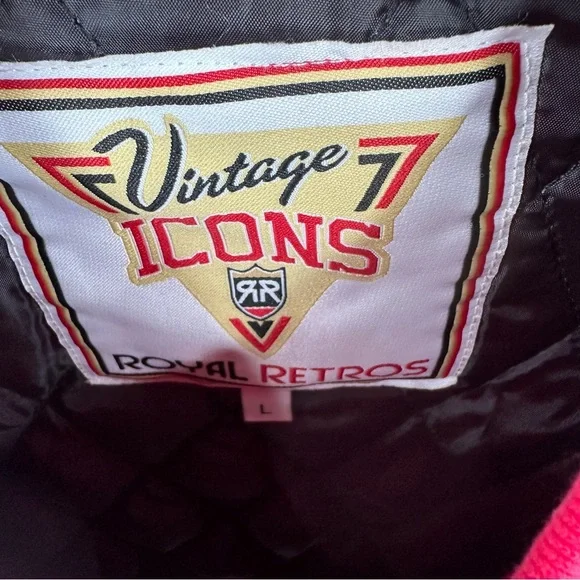 Vintage
ICONS
RR
ROYAL RETROS
L